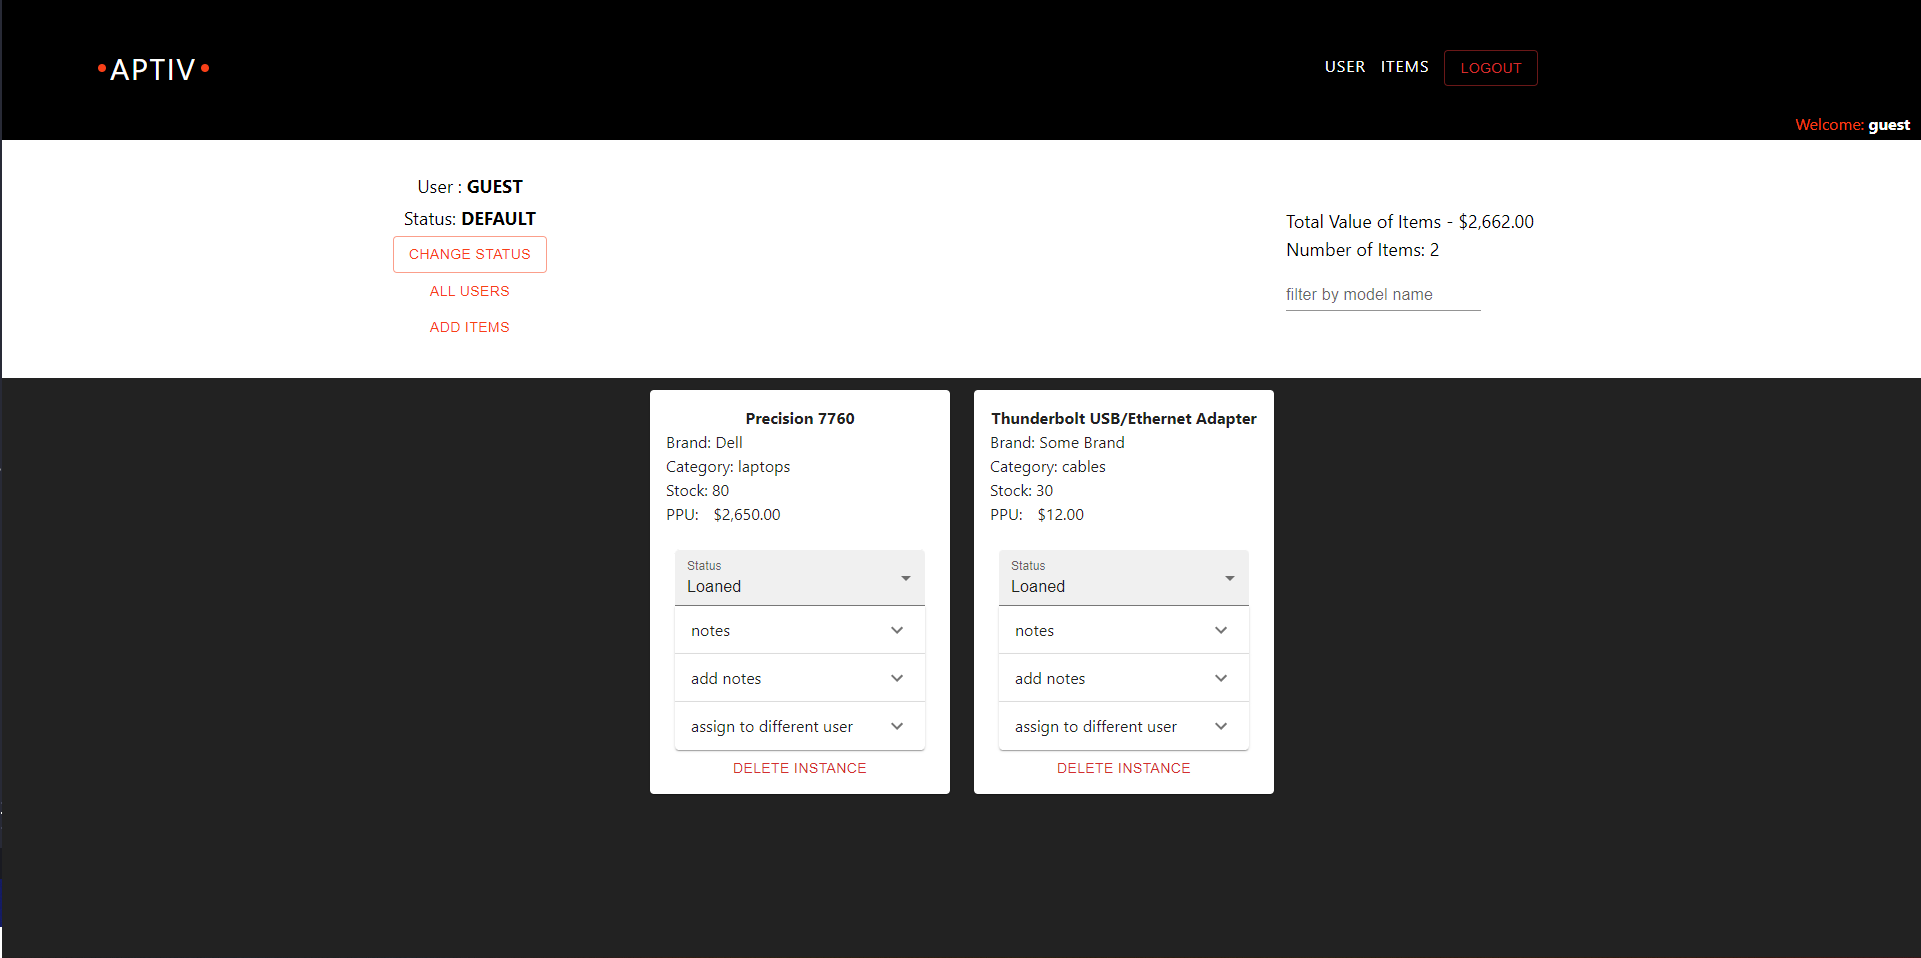 •APTIV•
USER ITEMS LOGOUT
Welcome: guest
User : GUEST
Status: DEFAULT
CHANGE STATUS
ALL USERS
ADD ITEMS
Total Value of Items - $2,662.00
Number of Items: 2
filter by model name
Precision 7760
Brand: Dell
Category: laptops
Stock: 80
PPU: $2,650.00
Status
Loaned
notes
add notes
assign to different user
DELETE INSTANCE
Thunderbolt USB/Ethernet Adapter
Brand: Some Brand
Category: cables
Stock: 30
PPU: $12.00
Status
Loaned
notes
add notes
assign to different user
DELETE INSTANCE